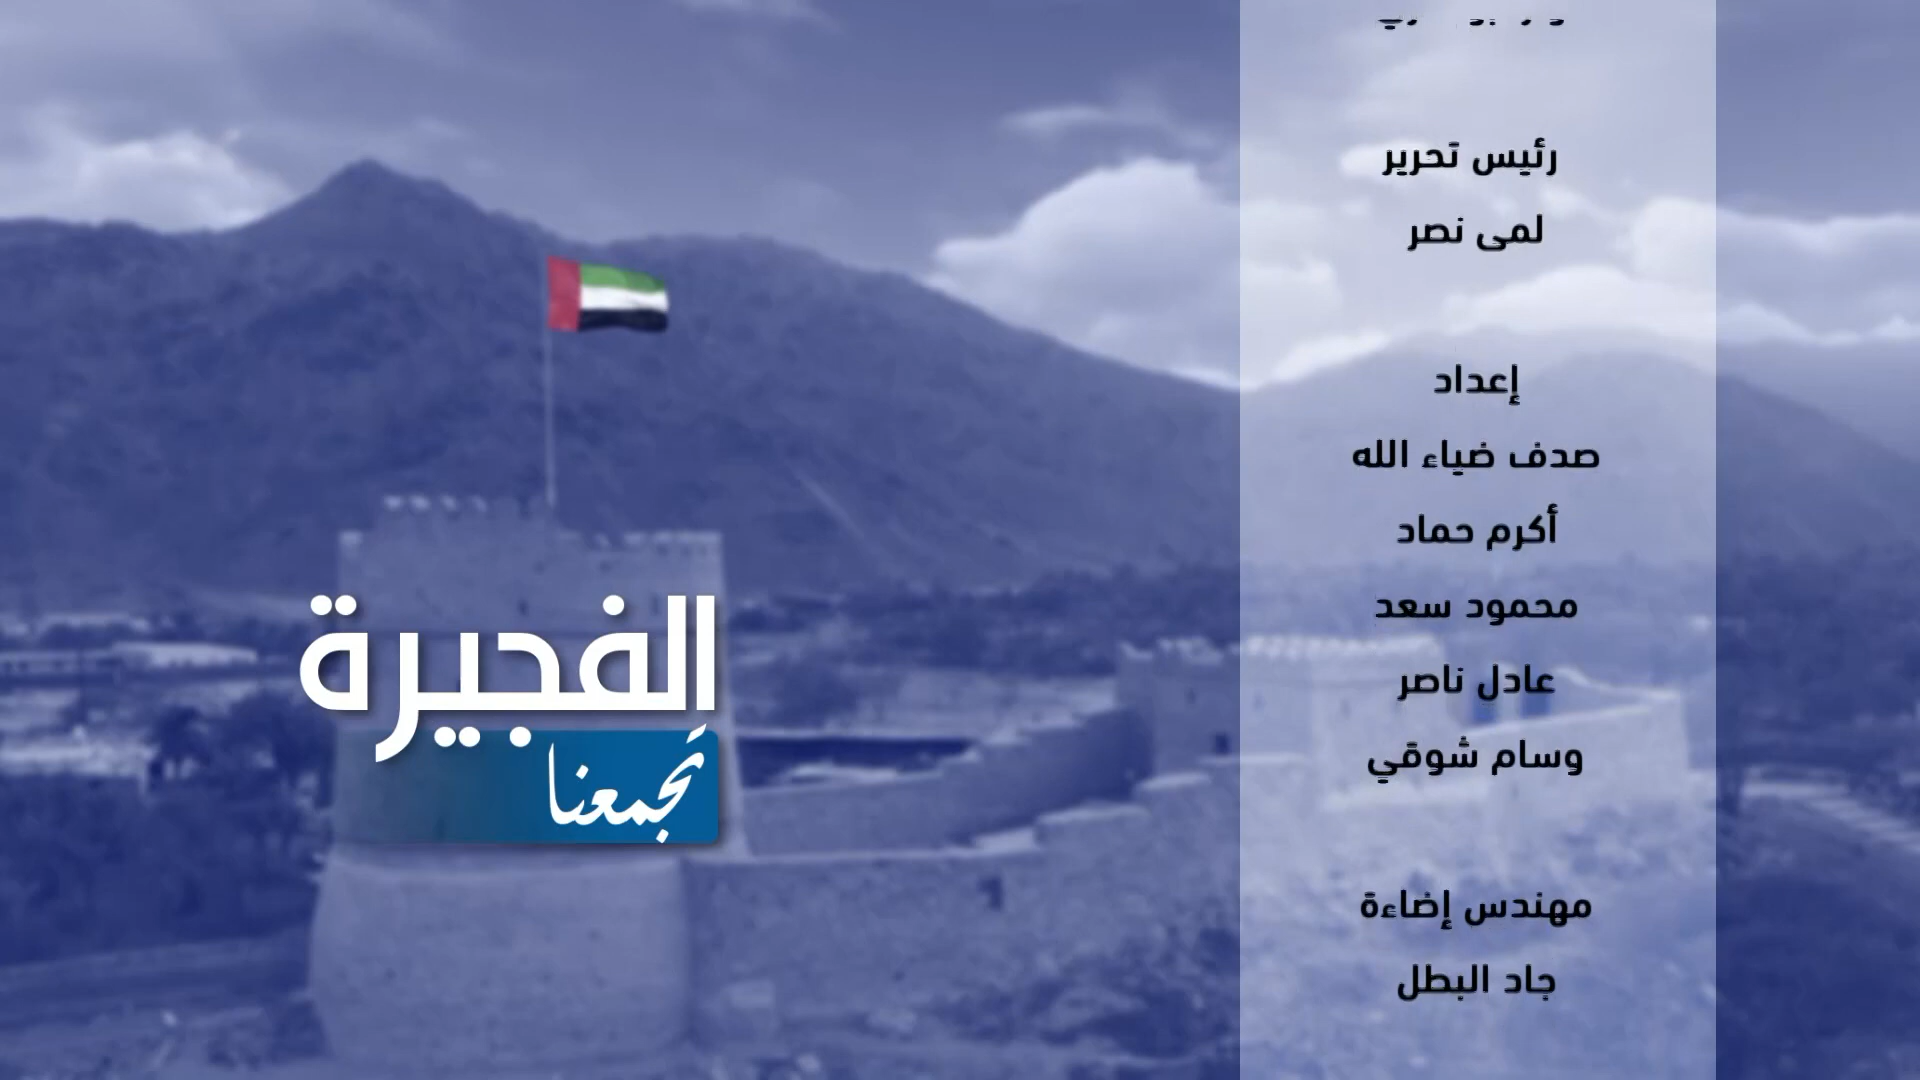 رئيس تحرير
لمى نصر
إعداد
صدف ضياء الله
أكرم حماد
محمود سعد
عادل ناصر
وسام شوقي
مهندس إضاءة
جاد البطل
الفجيرة
تجمعنا